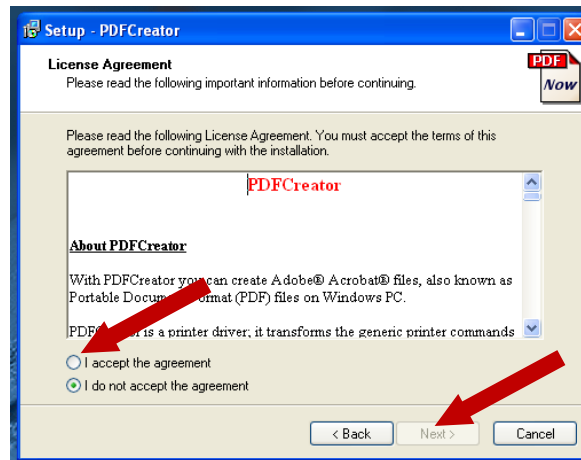 Setup - PDFCreator
License Agreement
Please read the following important information before continuing.
PDF
Now
Please read the following License Agreement. You must accept the terms of this
agreement before continuing with the installation.
PDFCreator
About PDFCreator
With PDFCreator you can create Adobe® Acrobat® files, also known as
Portable Document Format (PDF) files on Windows PC.
is a printer driver; it transforms the generic printer commands
I accept the agreement
I do not accept the agreement
< Back
Next >
Cancel